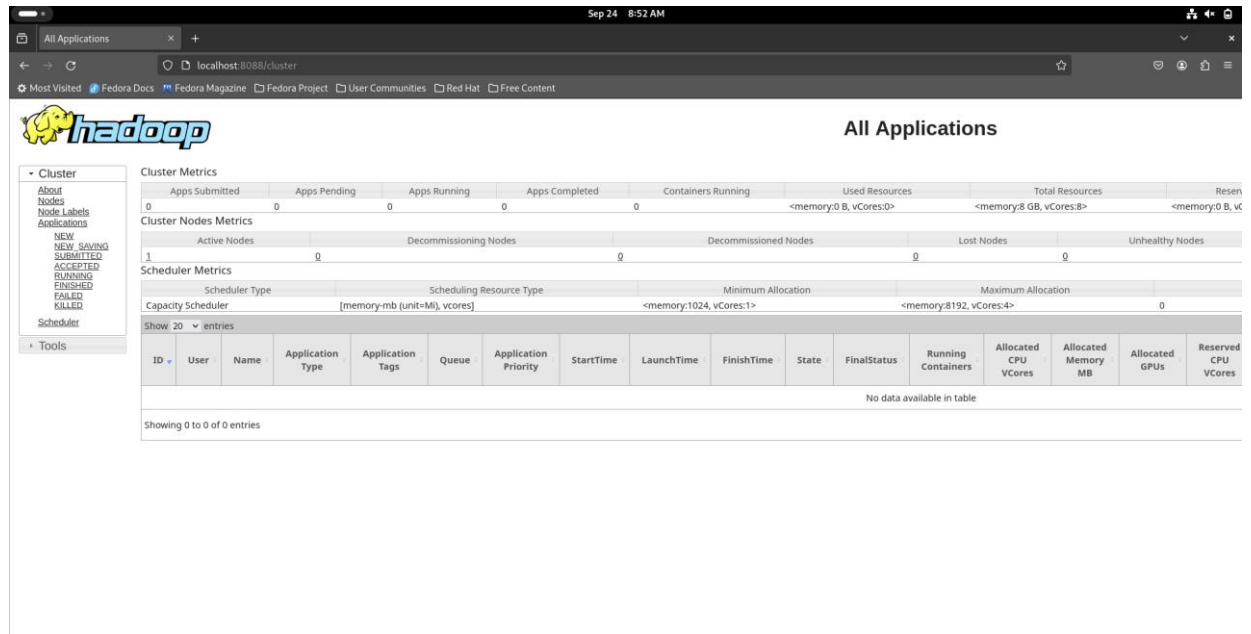 Sep 24 8:52 AM
All Applications × +
localhost:8088/cluster
Most Visited Fedora Docs Fedora Magazine Fedora Project User Communities Red Hat Free Content
hadoop
All Applications
Cluster
About
Nodes
Node Labels
Applications
NEW
NEW_SAVING
SUBMITTED
ACCEPTED
RUNNING
FINISHED
FAILED
KILLED
Scheduler
Tools
Cluster Metrics
Apps Submitted Apps Pending Apps Running Apps Completed Containers Running Used Resources Total Resources Reserv
0 0 0 0 0 <memory:0 B, vCores:0> <memory:8 GB, vCores:8> <memory:0 B, vC
Cluster Nodes Metrics
Active Nodes Decommissioning Nodes Decommissioned Nodes Lost Nodes Unhealthy Nodes
1 0 0 0 0
Scheduler Metrics
Scheduler Type Scheduling Resource Type Minimum Allocation Maximum Allocation
Capacity Scheduler [memory-mb (unit=Mi), vcores] <memory:1024, vCores:1> <memory:8192, vCores:4> 0
Show 20 entries
ID User Name Application Type Application Tags Queue Application Priority StartTime LaunchTime FinishTime State FinalStatus Running Containers Allocated CPU VCores Allocated Memory MB Allocated GPUs Reserved CPU VCores
No data available in table
Showing 0 to 0 of 0 entries